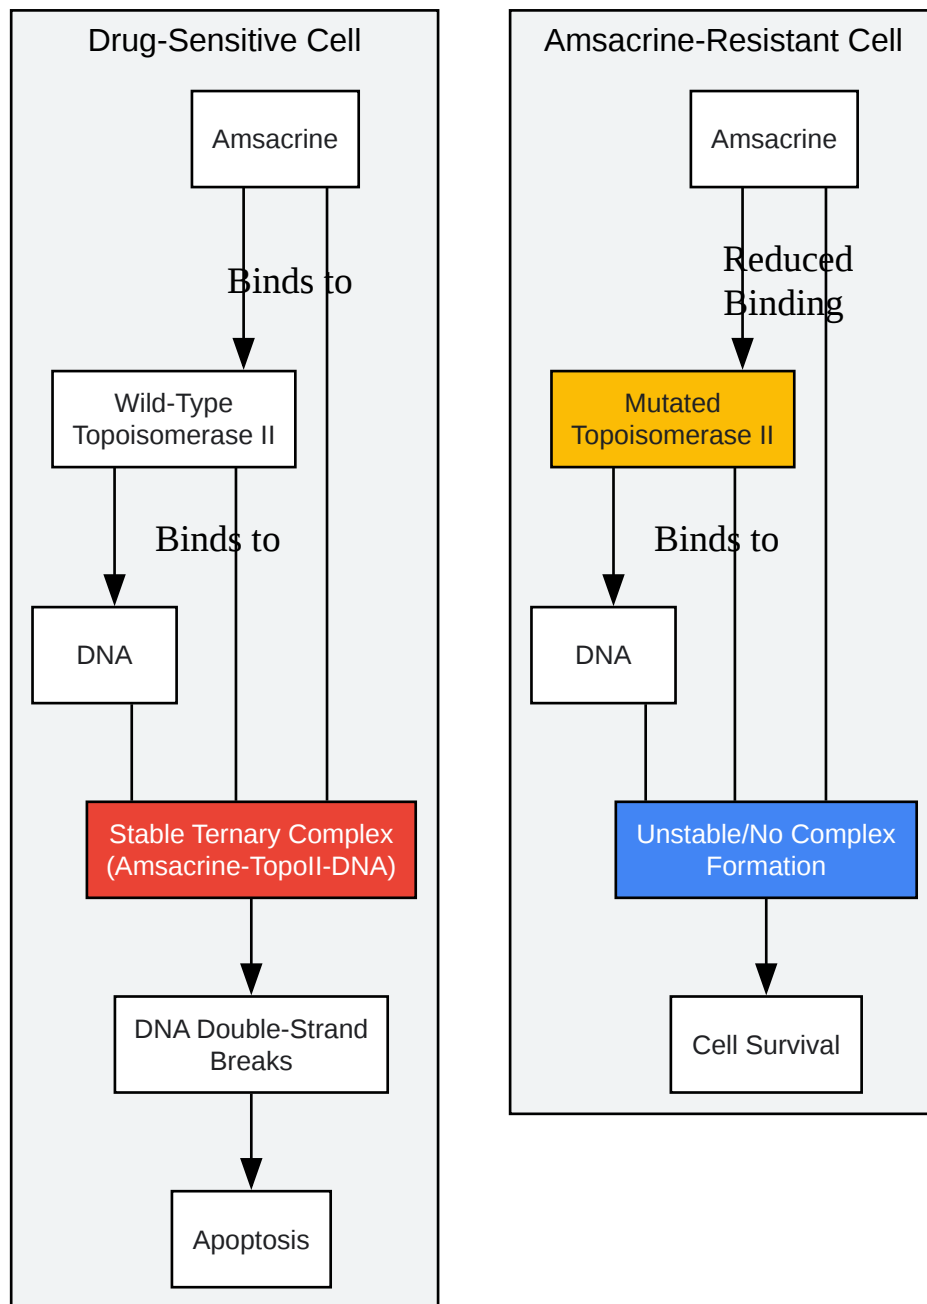 Drug-Sensitive Cell
Amsacrine
Binds to
Wild-Type
Topoisomerase II
Binds to
DNA
Stable Ternary Complex
(Amsacrine-TopoII-DNA)
DNA Double-Strand
Breaks
Apoptosis
Amsacrine-Resistant Cell
Amsacrine
Reduced
Binding
Mutated
Topoisomerase II
Binds to
DNA
Unstable/No Complex
Formation
Cell Survival